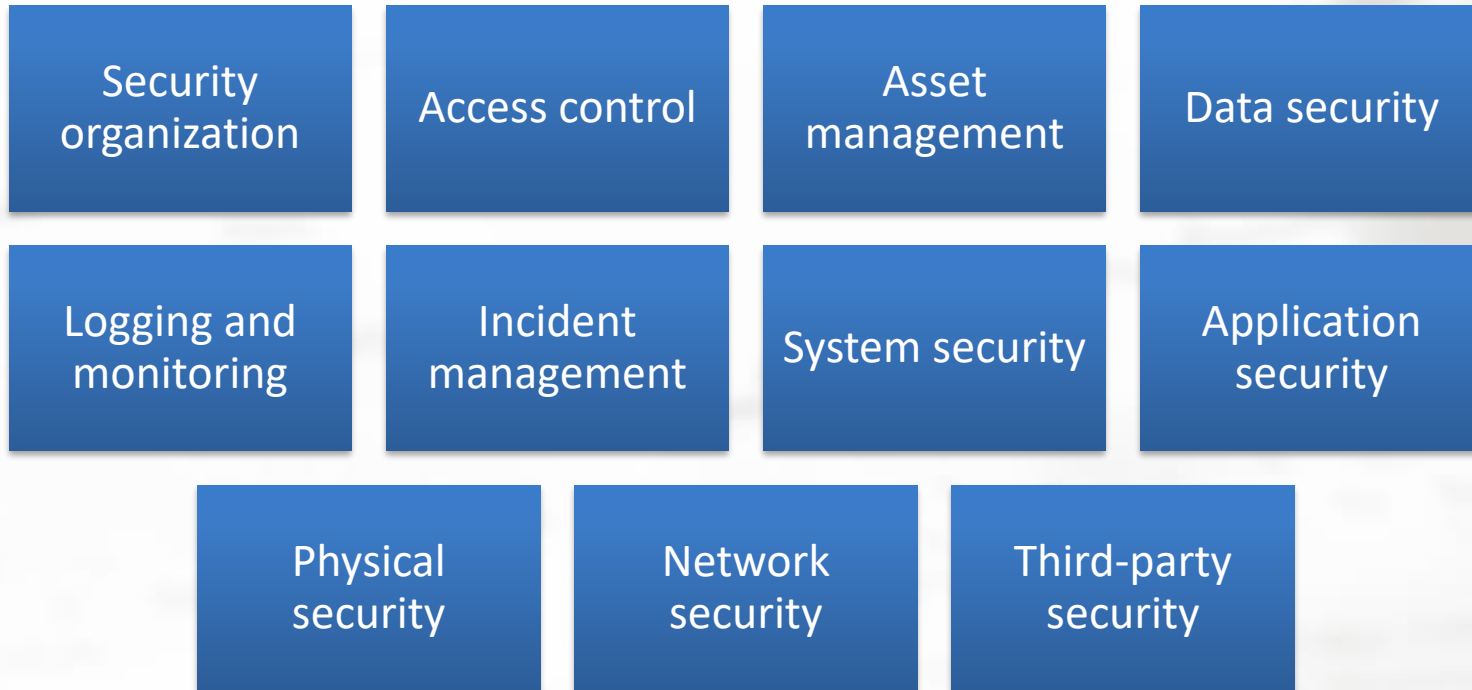 Security
organization
Access control
Asset
management
Data security
Logging and
monitoring
Incident
management
System security
Application
security
Physical
security
Network
security
Third-party
security